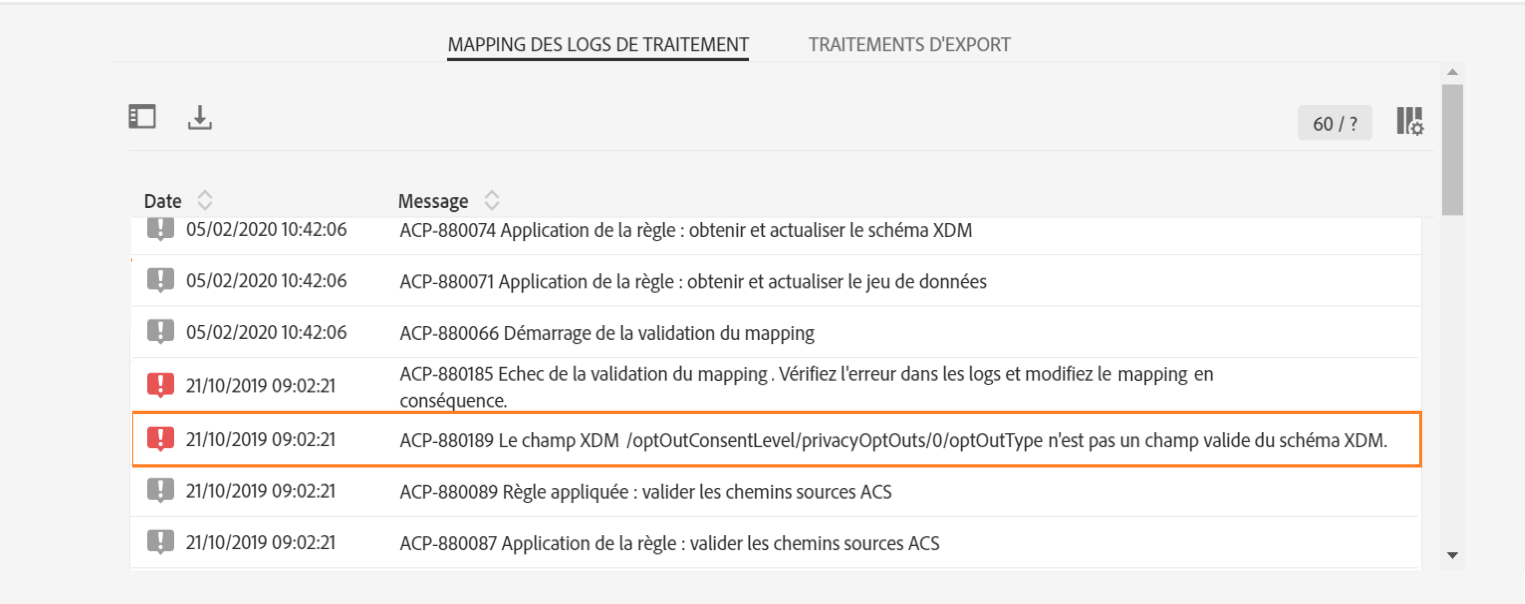 MAPPING DES LOGS DE TRAITEMENT TRAITEMENTS D'EXPORT
60 / ?
Date Message
05/02/2020 10:42:06 ACP-880074 Application de la règle : obtenir et actualiser le schéma XDM
05/02/2020 10:42:06 ACP-880071 Application de la règle : obtenir et actualiser le jeu de données
05/02/2020 10:42:06 ACP-880066 Démarrage de la validation du mapping
21/10/2019 09:02:21 ACP-880185 Echec de la validation du mapping . Vérifiez l'erreur dans les logs et modifiez le mapping en
conséquence.
21/10/2019 09:02:21 ACP-880189 Le champ XDM /optOutConsentLevel/privacyOptOuts/0/optOutType n'est pas un champ valide du schéma XDM.
21/10/2019 09:02:21 ACP-880089 Règle appliquée : valider les chemins sources ACS
21/10/2019 09:02:21 ACP-880087 Application de la règle : valider les chemins sources ACS